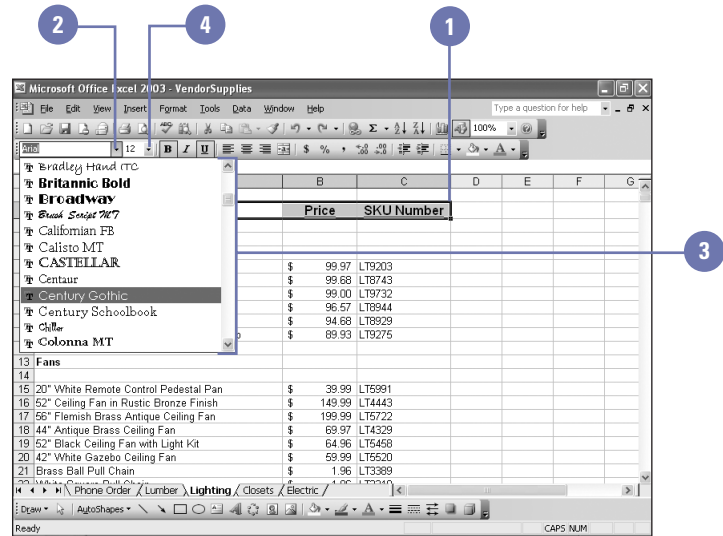 2
4
1
Microsoft Office Excel 2003 - VendorSupplies
File Edit View Insert Format Tools Data Window Help Type a question for help
100%
Arial 12 B I U $ % ,
Bradley Hand ITC
Britannic Bold
Broadway
Brush Script MT
Californian FB
Calisto MT
CASTELLAR
Centaur
Century Gothic
Century Schoolbook
Chiller
Colonna MT
3
B C D E F G
Price SKU Number
$ 99.97 LT9203
$ 99.68 LT8743
$ 99.00 LT9732
$ 96.57 LT8944
$ 94.68 LT8929
$ 89.93 LT9275
13 Fans
14
15 20" White Remote Control Pedestal Pan $ 39.99 LT5991
16 52" Ceiling Fan in Rustic Bronze Finish $ 149.99 LT4443
17 56" Flemish Brass Antique Ceiling Fan $ 199.99 LT5722
18 44" Antique Brass Ceiling Fan $ 69.97 LT4329
19 52" Black Ceiling Fan with Light Kit $ 64.96 LT5458
20 42" White Gazebo Ceiling Fan $ 59.99 LT5520
21 Brass Ball Pull Chain $ 1.96 LT3389
Phone Order Lumber Lighting Closets Electric
Draw AutoShapes
Ready CAPS NUM